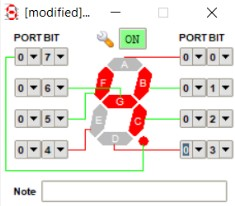 [modified]...
PORT BIT ON PORT BIT
0 7 A 0 0
0 6 F B 0 1
G
0 5 E C 0 2
0 4 D 0 3
Note